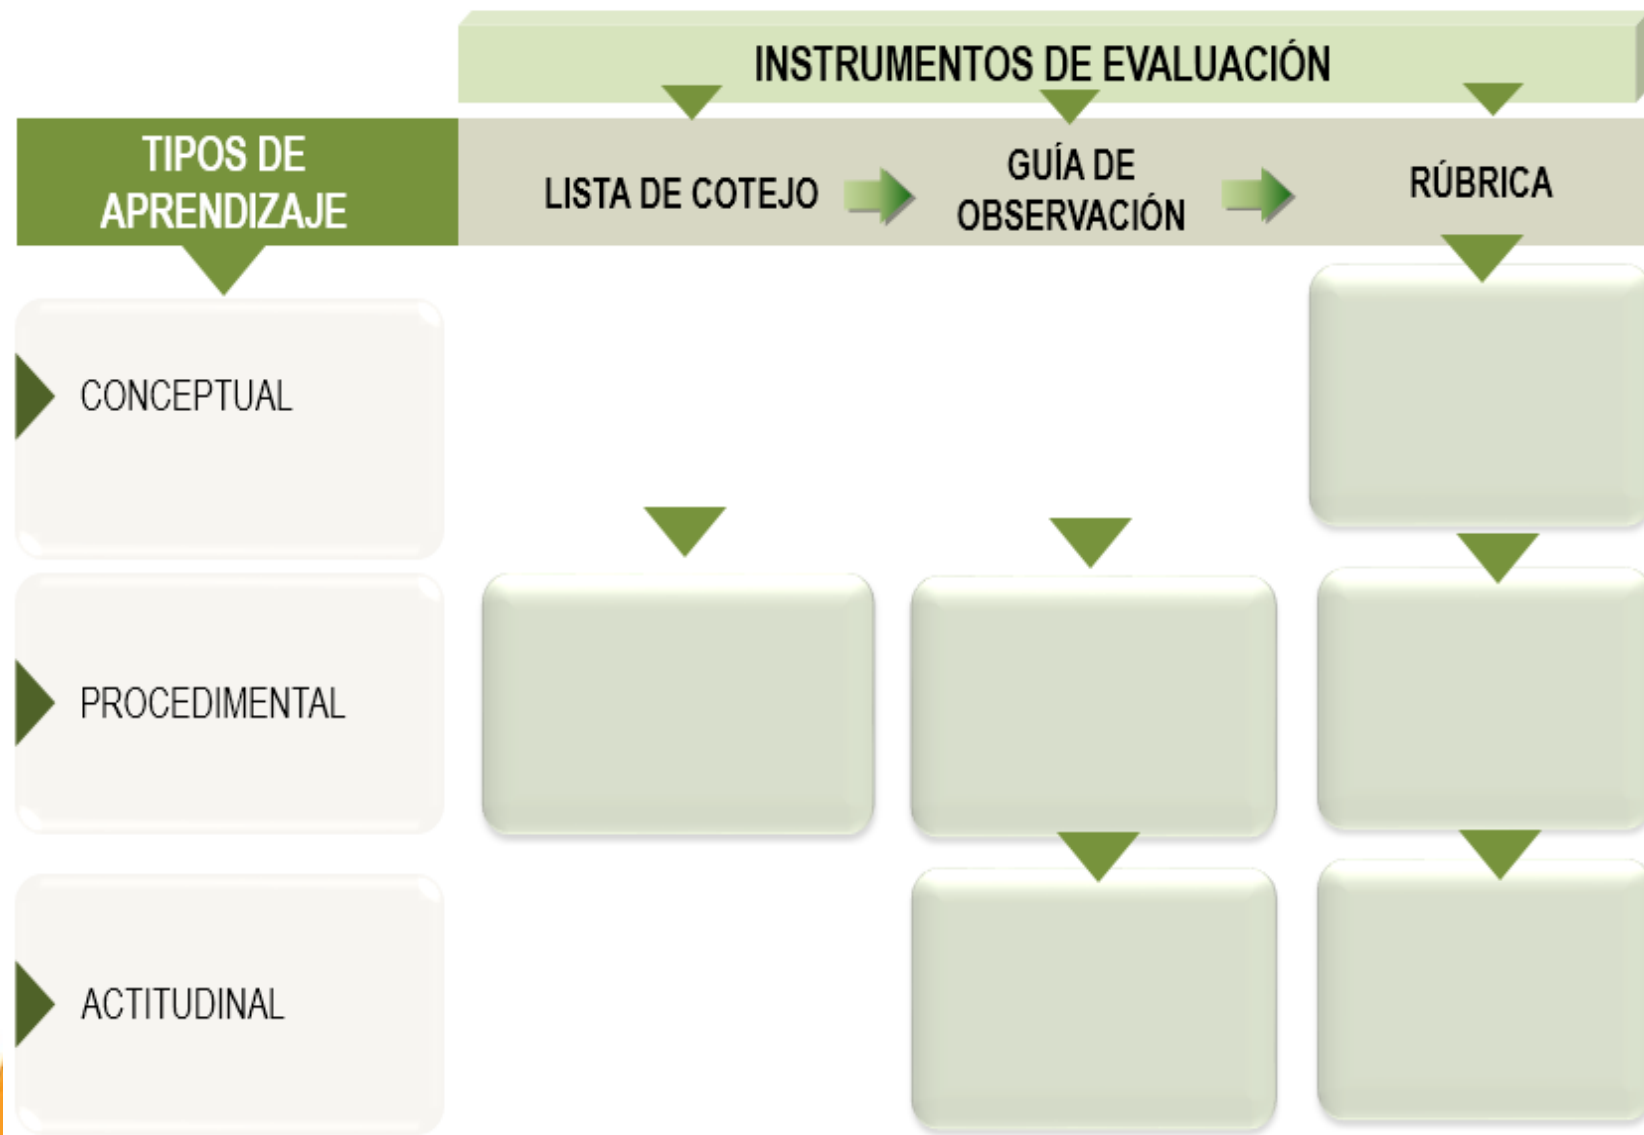 INSTRUMENTOS DE EVALUACIÓN
TIPOS DE
APRENDIZAJE
LISTA DE COTEJO
GUÍA DE
OBSERVACIÓN
RÚBRICA
CONCEPTUAL
PROCEDIMENTAL
ACTITUDINAL